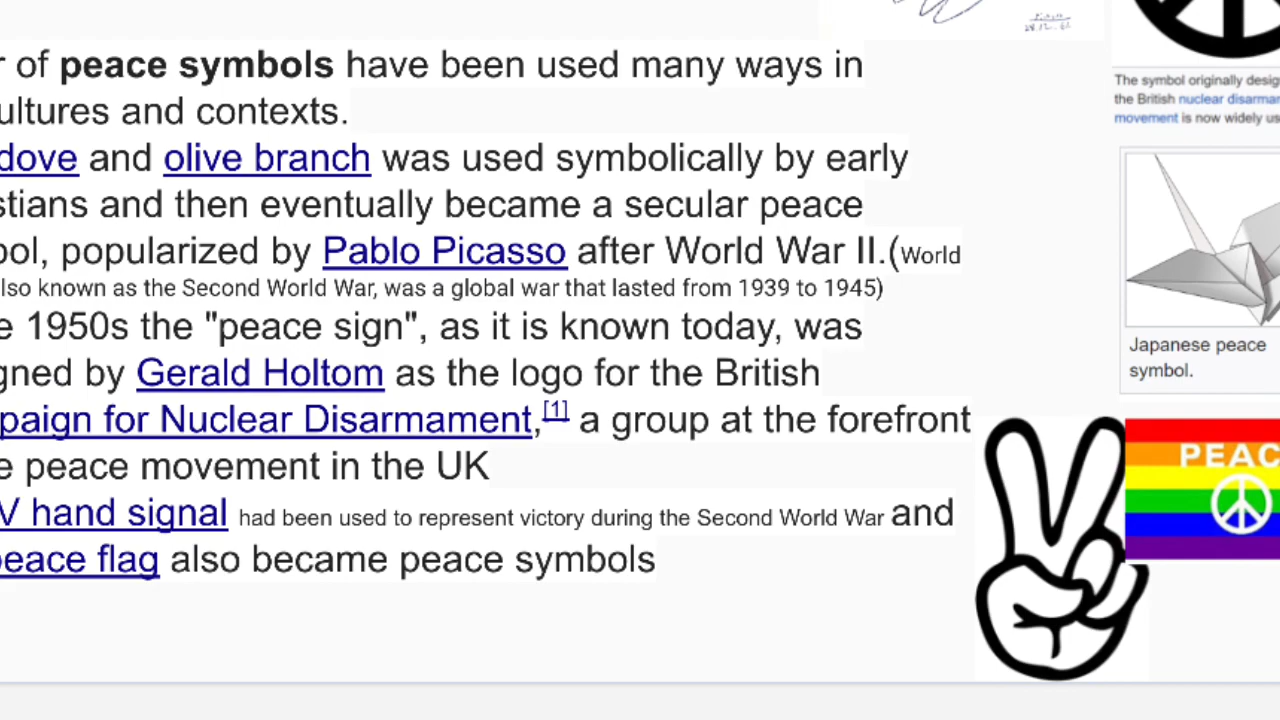 r of peace symbols have been used many ways in
ultures and contexts.
dove and olive branch was used symbolically by early
stians and then eventually became a secular peace
ool, popularized by Pablo Picasso after World War II.(World
lso known as the Second World War, was a global war that lasted from 1939 to 1945)
e 1950s the "peace sign", as it is known today, was
gned by Gerald Holtom as the logo for the British
paign for Nuclear Disarmament,[1] a group at the forefront
e peace movement in the UK
V hand signal had been used to represent victory during the Second World War and
peace flag also became peace symbols
The symbol originally desig
the British nuclear disarma
movement is now widely us
Japanese peace
symbol.
PEAC